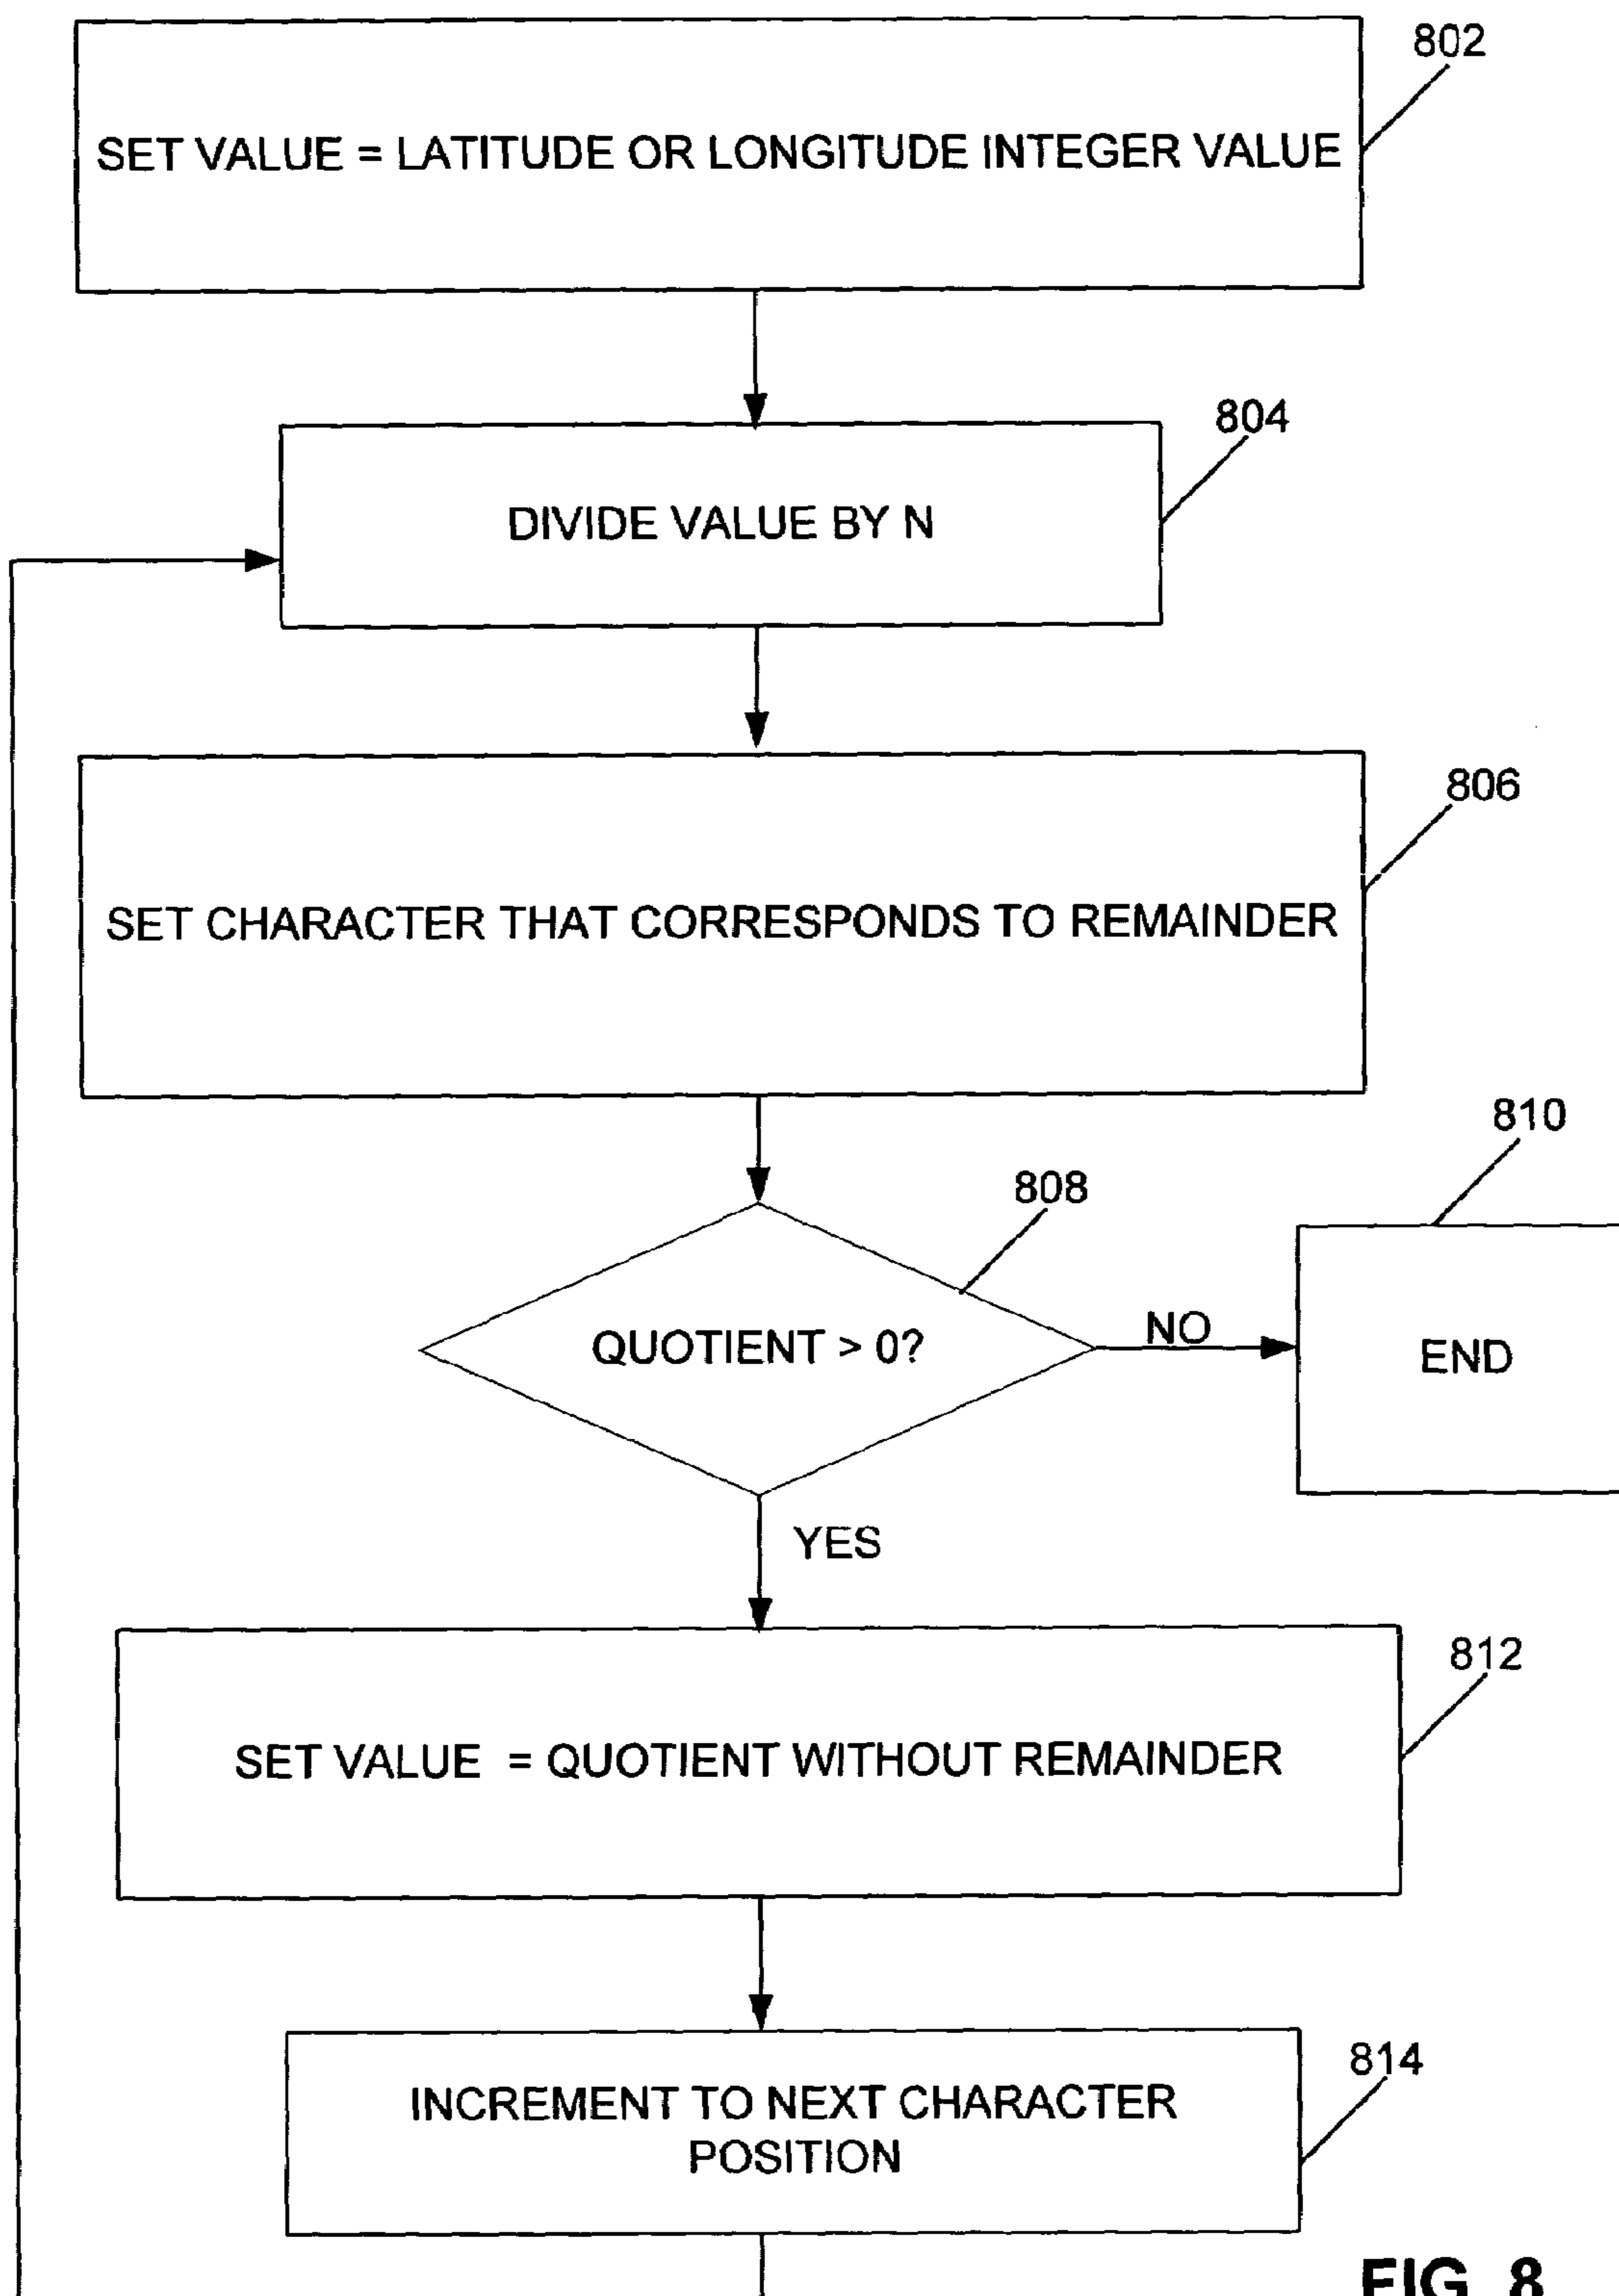 802
SET VALUE = LATITUDE OR LONGITUDE INTEGER VALUE
804
DIVIDE VALUE BY N
806
SET CHARACTER THAT CORRESPONDS TO REMAINDER
810
808
QUOTIENT > 0?
NO
END
YES
812
SET VALUE = QUOTIENT WITHOUT REMAINDER
814
INCREMENT TO NEXT CHARACTER
POSITION
FIG. 8